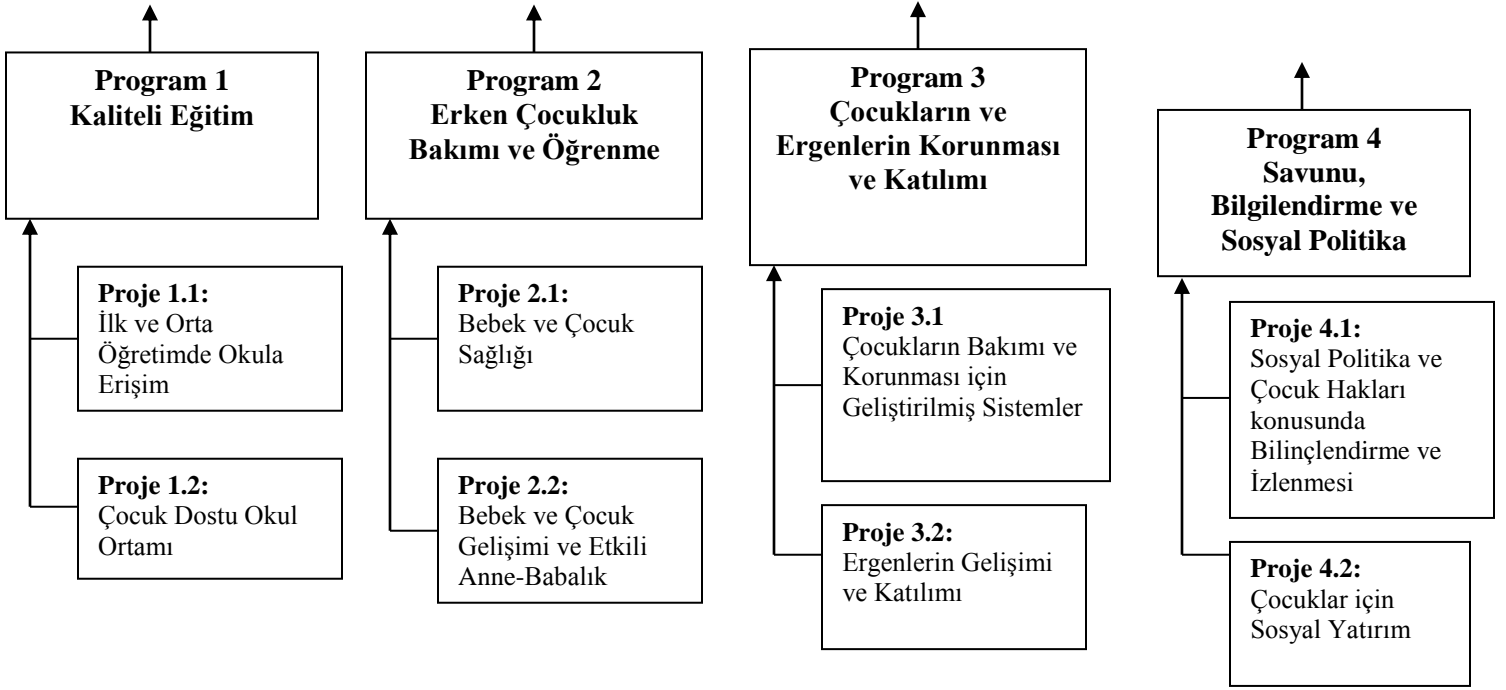 Program 1
Kaliteli Eğitim
Proje 1.1:
İlk ve Orta
Öğretimde Okula
Erişim
Proje 1.2:
Çocuk Dostu Okul
Ortamı
Program 2
Erken Çocukluk
Bakımı ve Öğrenme
Proje 2.1:
Bebek ve Çocuk
Sağlığı
Proje 2.2:
Bebek ve Çocuk
Gelişimi ve Etkili
Anne-Babalık
Program 3
Çocukların ve
Ergenlerin Korunması
ve Katılımı
Proje 3.1
Çocukların Bakımı ve
Korunması için
Geliştirilmiş Sistemler
Proje 3.2:
Ergenlerin Gelişimi
ve Katılımı
Program 4
Savunu,
Bilgilendirme ve
Sosyal Politika
Proje 4.1:
Sosyal Politika ve
Çocuk Hakları
konusunda
Bilinçlendirme ve
İzlenmesi
Proje 4.2:
Çocuklar için
Sosyal Yatırım